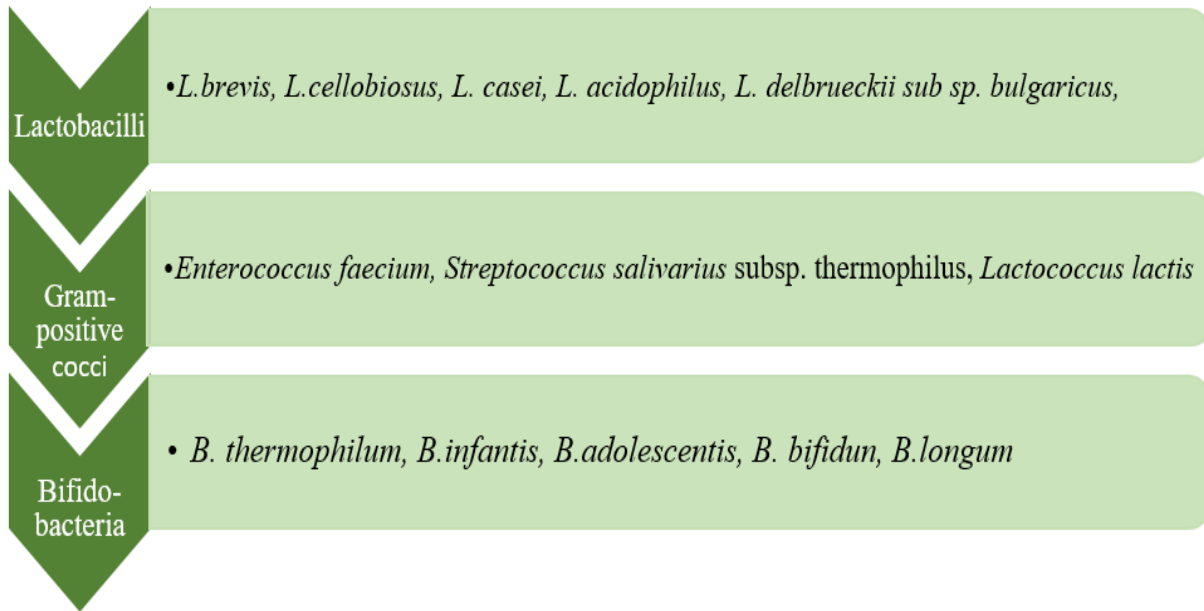 Lactobacilli
•L.brevis, L.cellobiosus, L. casei, L. acidophilus, L. delbrueckii sub sp. bulgaricus,
Gram-
positive
cocci
•Enterococcus faecium, Streptococcus salivarius subsp. thermophilus, Lactococcus lactis
Bifido-
bacteria
• B. thermophilum, B.infantis, B.adolescentis, B. bifidun, B.longum